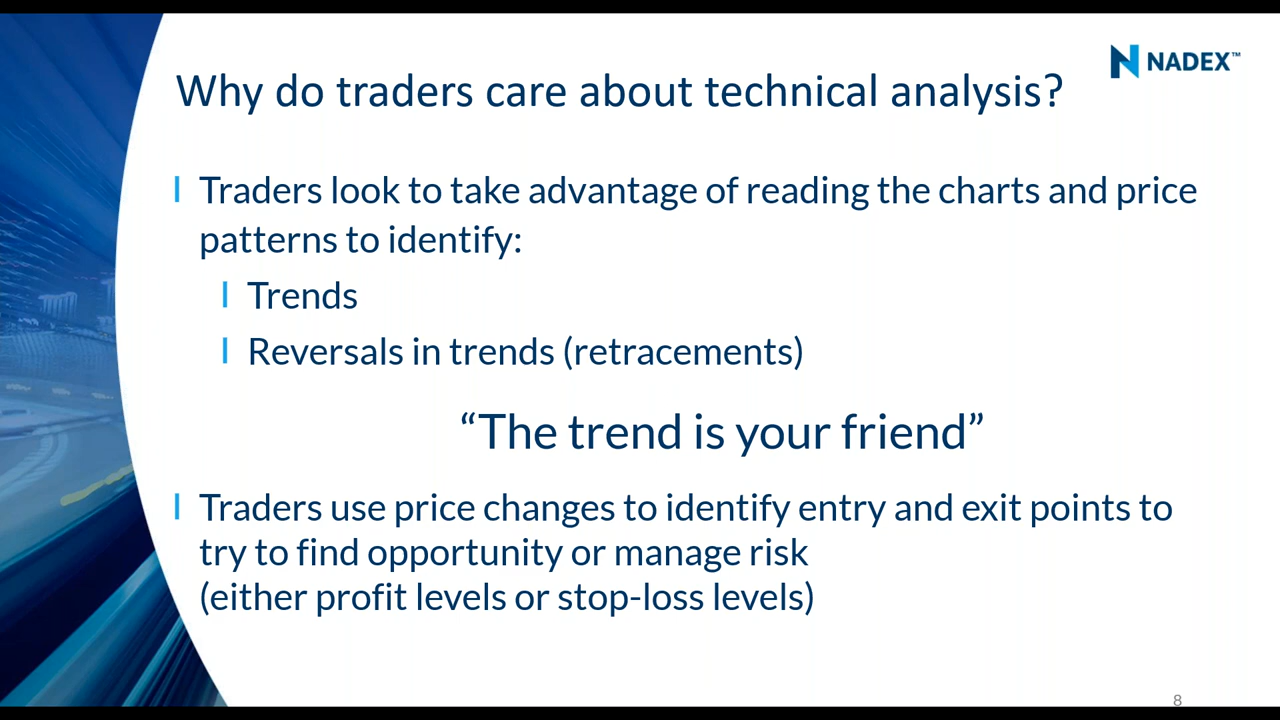 NADEX™
Why do traders care about technical analysis?
Traders look to take advantage of reading the charts and price
patterns to identify:
Trends
Reversals in trends (retracements)
“The trend is your friend”
Traders use price changes to identify entry and exit points to
try to find opportunity or manage risk
(either profit levels or stop-loss levels)
8